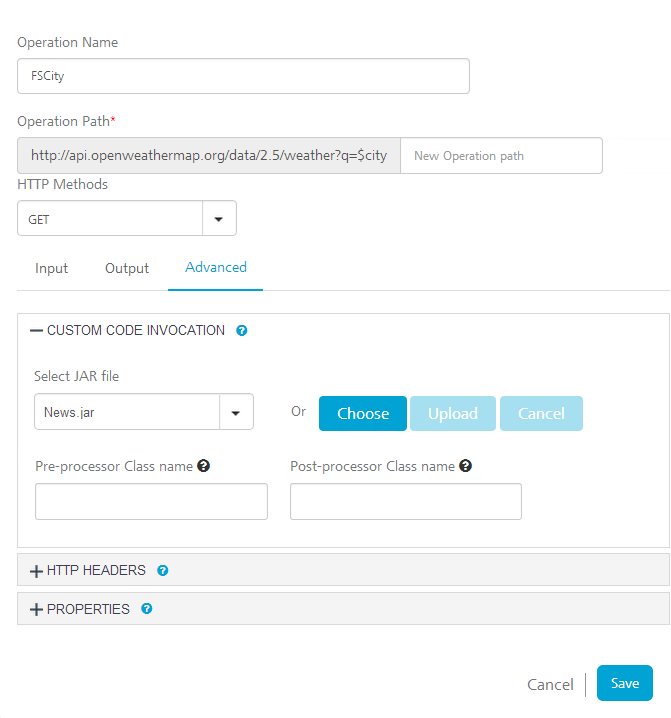 Operation Name
FSCity
Operation Path*
http://api.openweathermap.org/data/2.5/weather?q=$city New Operation path
HTTP Methods
GET
Input Output Advanced
CUSTOM CODE INVOCATION ?
Select JAR file
News.jar Or Choose Upload Cancel
Pre-processor Class name ? Post-processor Class name ?
HTTP HEADERS ?
PROPERTIES ?
Cancel Save